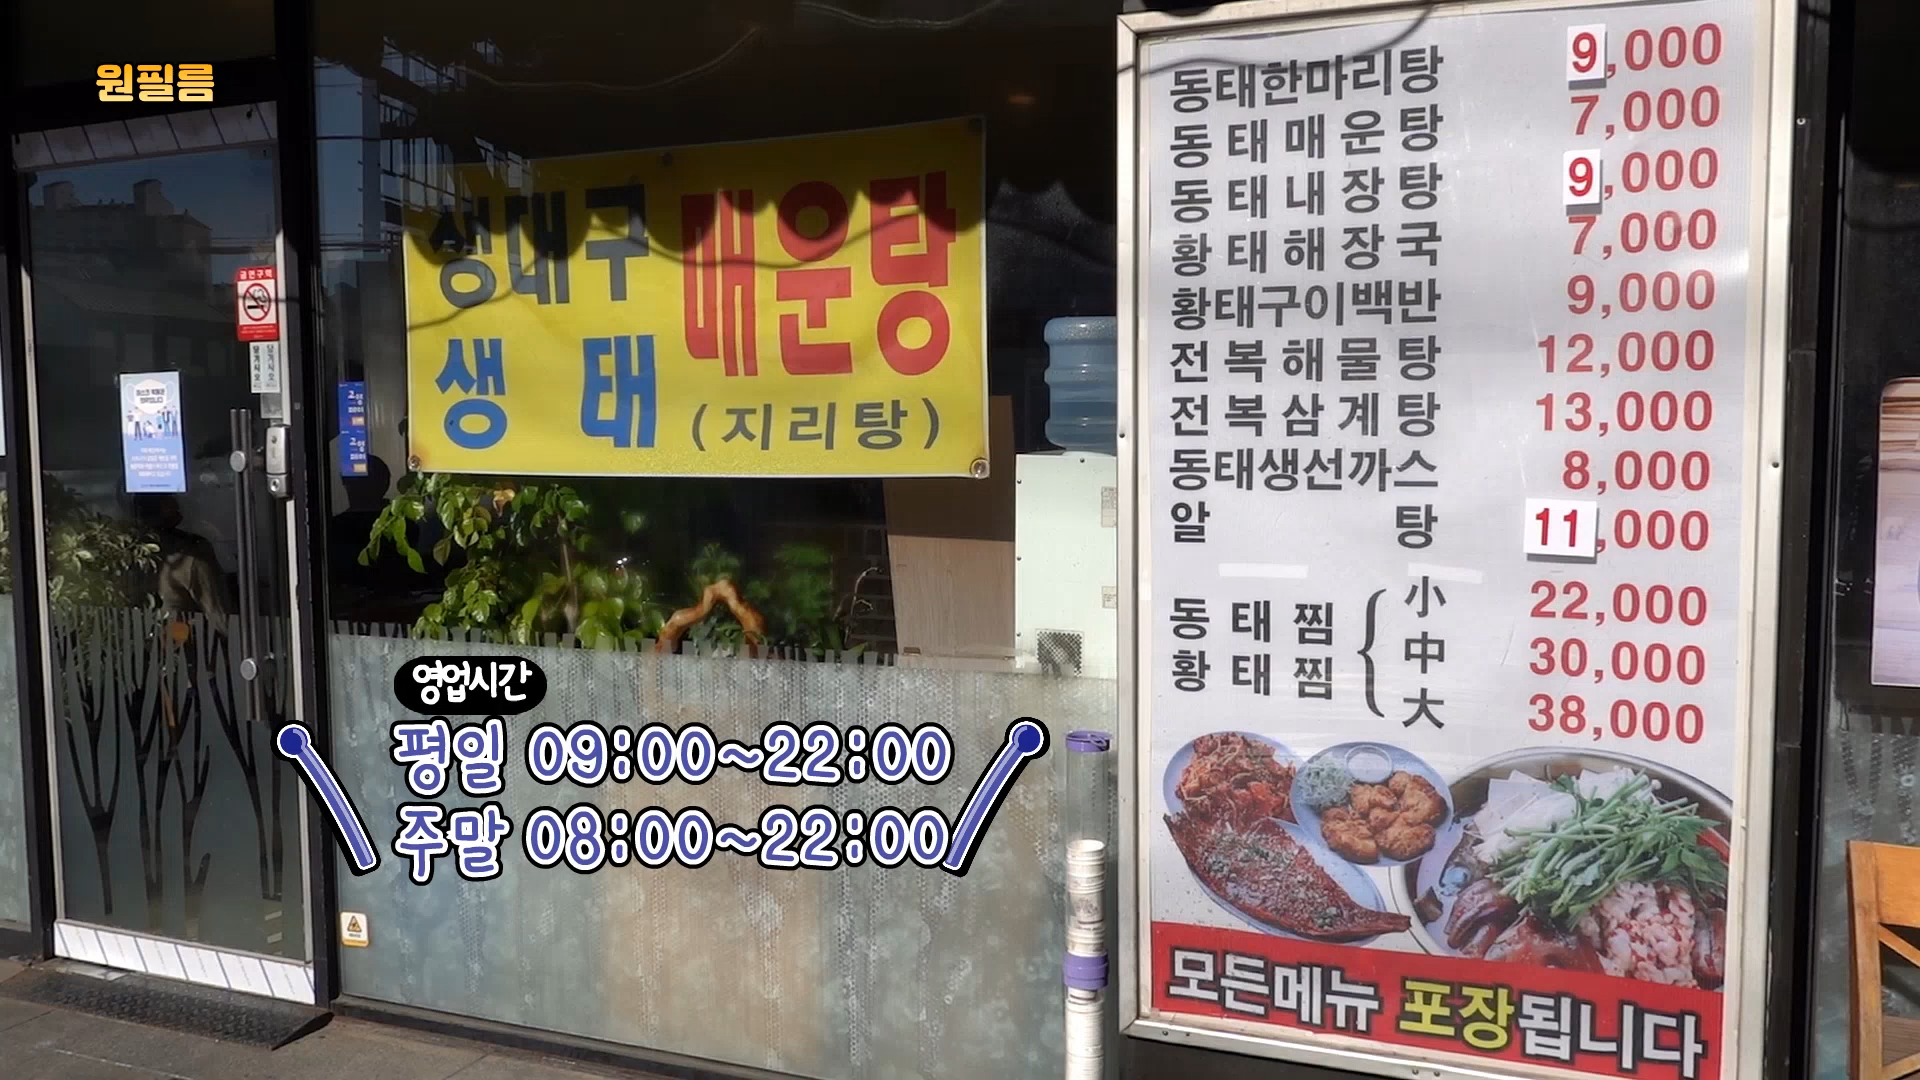 원필름
금연구역
생대구 매운탕
생태 (지리탕)
영업시간
평일 09:00~22:00
주말 08:00~22:00
동태한마리탕 9,000
동태매운탕 7,000
동태내장탕 9,000
황태해장국 7,000
황태구이백반 9,000
전복해물탕 12,000
전복삼계탕 13,000
동태생선까스 8,000
알탕 11,000
동태찜 황태찜 { 小 22,000
中 30,000
大 38,000
모든메뉴 포장됩니다